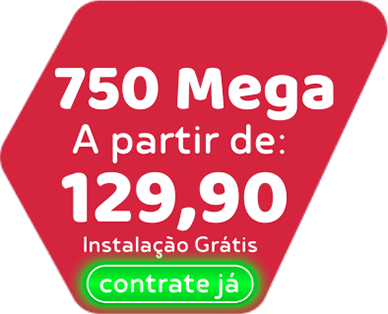 750 Mega
A partir de:
129,90
Instalação Grátis
contrate já